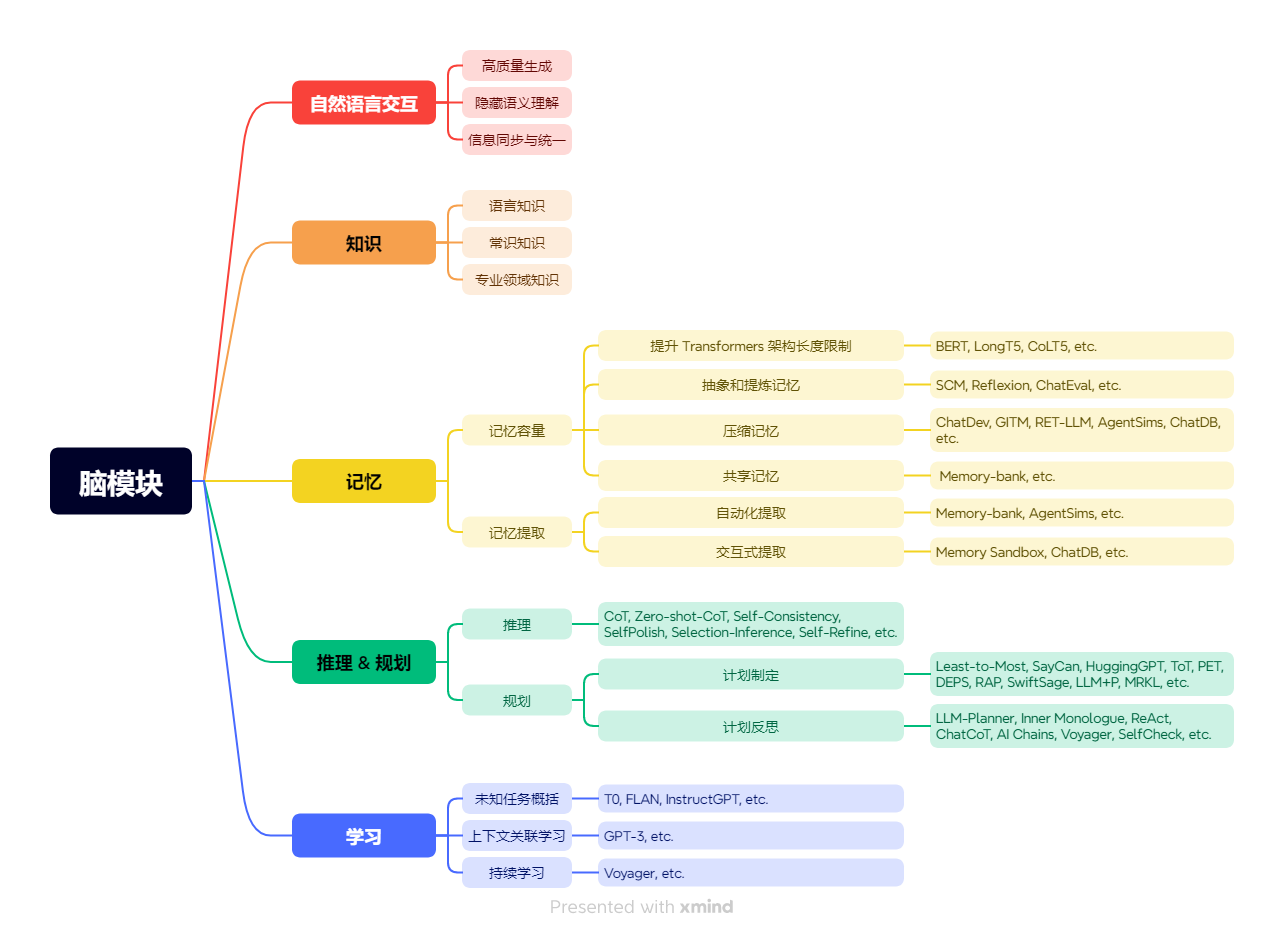 脑模块
自然语言交互
高质量生成
隐藏语义理解
信息同步与统一
知识
语言知识
常识知识
专业领域知识
记忆
记忆容量
提升 Transformers 架构长度限制
BERT, LongT5, CoLT5, etc.
抽象和提炼记忆
SCM, Reflexion, ChatEval, etc.
压缩记忆
ChatDev, GITM, RET-LLM, AgentSims, ChatDB,
etc.
共享记忆
Memory-bank, etc.
记忆提取
自动化提取
Memory-bank, AgentSims, etc.
交互式提取
Memory Sandbox, ChatDB, etc.
推理 & 规划
推理
CoT, Zero-shot-CoT, Self-Consistency,
SelfPolish, Selection-Inference, Self-Refine, etc.
规划
计划制定
Least-to-Most, SayCan, HuggingGPT, ToT, PET,
DEPS, RAP, SwiftSage, LLM+P, MRKL, etc.
计划反思
LLM-Planner, Inner Monologue, ReAct,
ChatCoT, AI Chains, Voyager, SelfCheck, etc.
学习
未知任务概括
T0, FLAN, InstructGPT, etc.
上下文关联学习
GPT-3, etc.
持续学习
Voyager, etc.
Presented with xmind